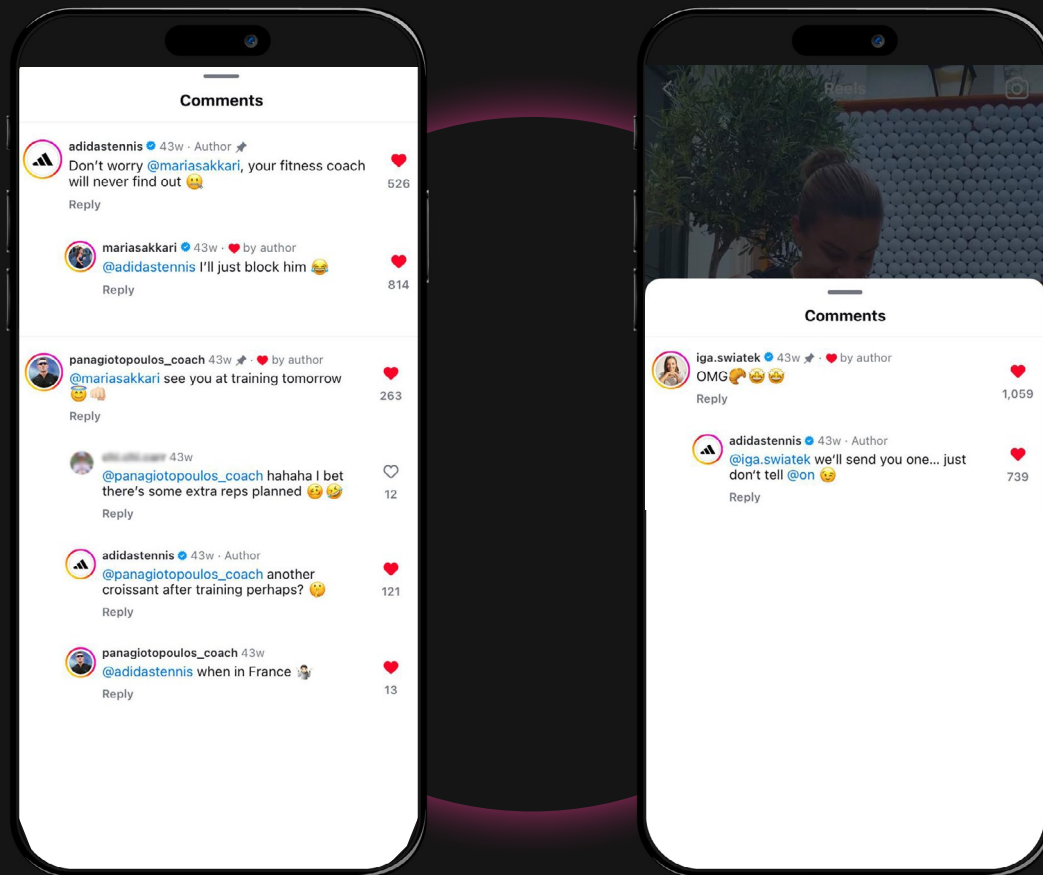 Comments
adidastennis 43w · Author
Don't worry @mariasakkari, your fitness coach
will never find out 🤐
526
Reply
mariasakkari 43w · ❤ by author
@adidastennis I'll just block him 😂
814
Reply
panagiotopoulos_coach 43w · ❤ by author
@mariasakkari see you at training tomorrow
😇👊🏻
263
Reply
43w
@panagiotopoulos_coach hahaha I bet
there's some extra reps planned 🥴🤣
12
Reply
adidastennis 43w · Author
@panagiotopoulos_coach another
croissant after training perhaps? 🤫
121
Reply
panagiotopoulos_coach 43w
@adidastennis when in France 🤷🏻‍♂️
13
Reply
Reels
Comments
iga.swiatek 43w · ❤ by author
OMG🥐🤩🤩
1,059
Reply
adidastennis 43w · Author
@iga.swiatek we'll send you one... just
don't tell @on 😉
739
Reply